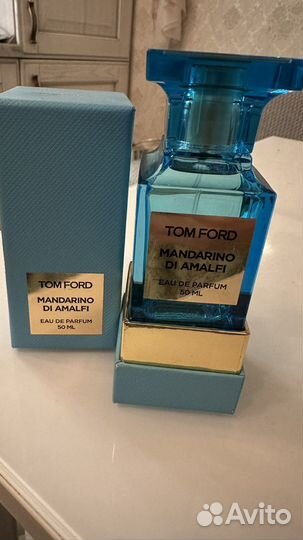 TOM FORD
MANDARINO
DI AMALFI
EAU DE PARFUM
50 ML
TOM FORD
MANDARINO
DI AMALFI
EAU DE PARFUM
50 ML
Avito